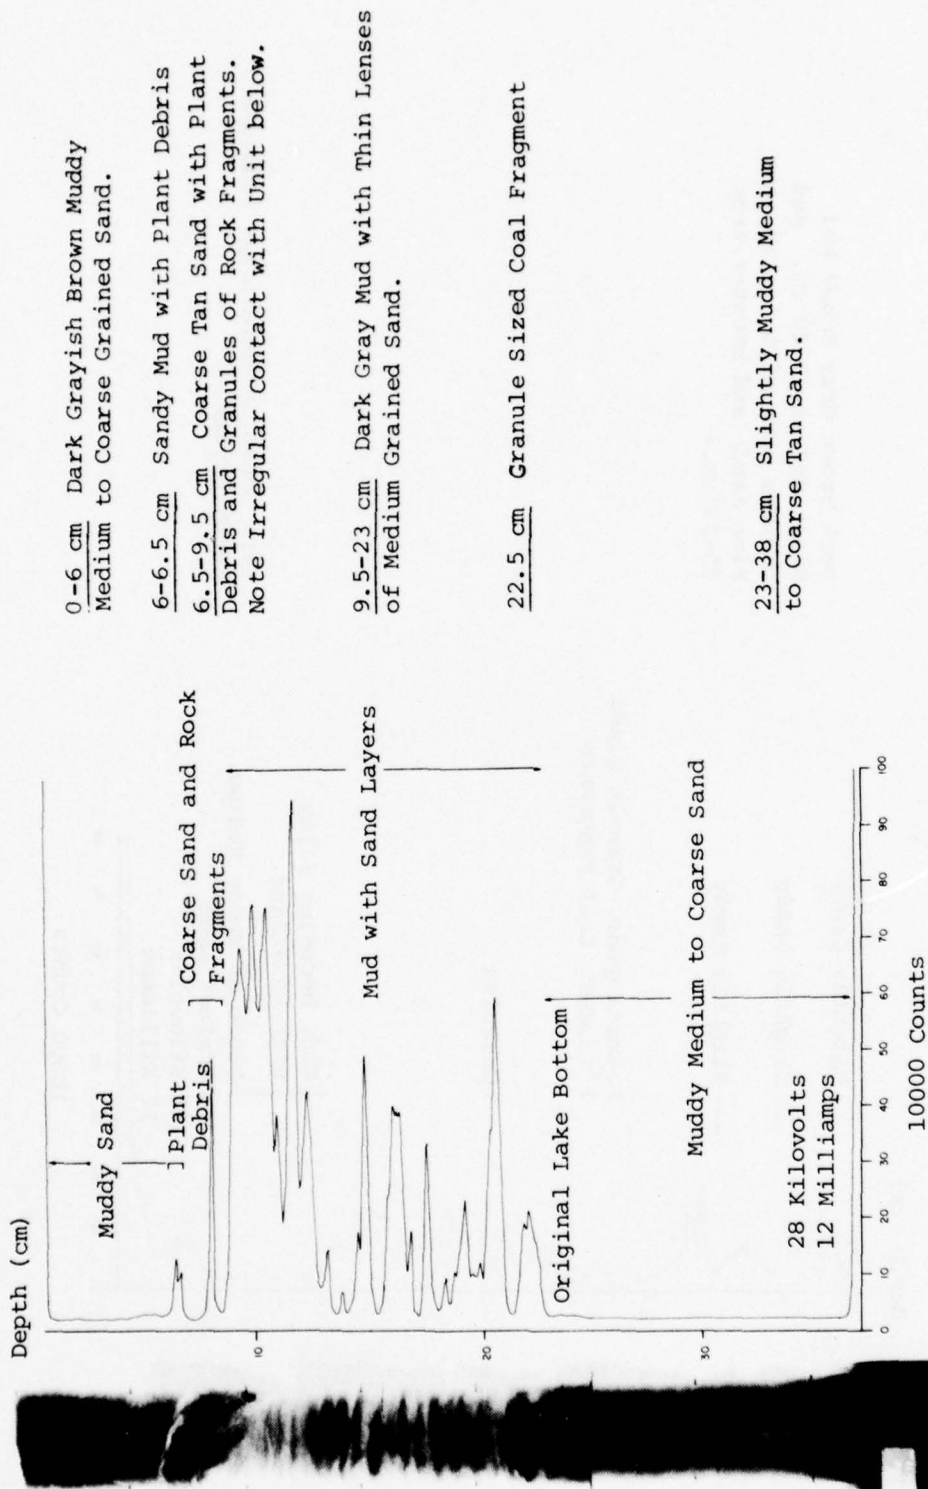 Depth (cm)
Muddy Sand
Plant
Debris
Coarse Sand and Rock
Fragments
Mud with Sand Layers
Original Lake Bottom
Muddy Medium to Coarse Sand
28 Kilovolts
12 Milliamps
10
20
30
0 10 20 30 40 50 60 70 80 90 100
10000 Counts
0-6 cm Dark Grayish Brown Muddy
Medium to Coarse Grained Sand.
6-6.5 cm Sandy Mud with Plant Debris
6.5-9.5 cm Coarse Tan Sand with Plant
Debris and Granules of Rock Fragments.
Note Irregular Contact with Unit below.
9.5-23 cm Dark Gray Mud with Thin Lenses
of Medium Grained Sand.
22.5 cm Granule Sized Coal Fragment
23-38 cm Slightly Muddy Medium
to Coarse Tan Sand.